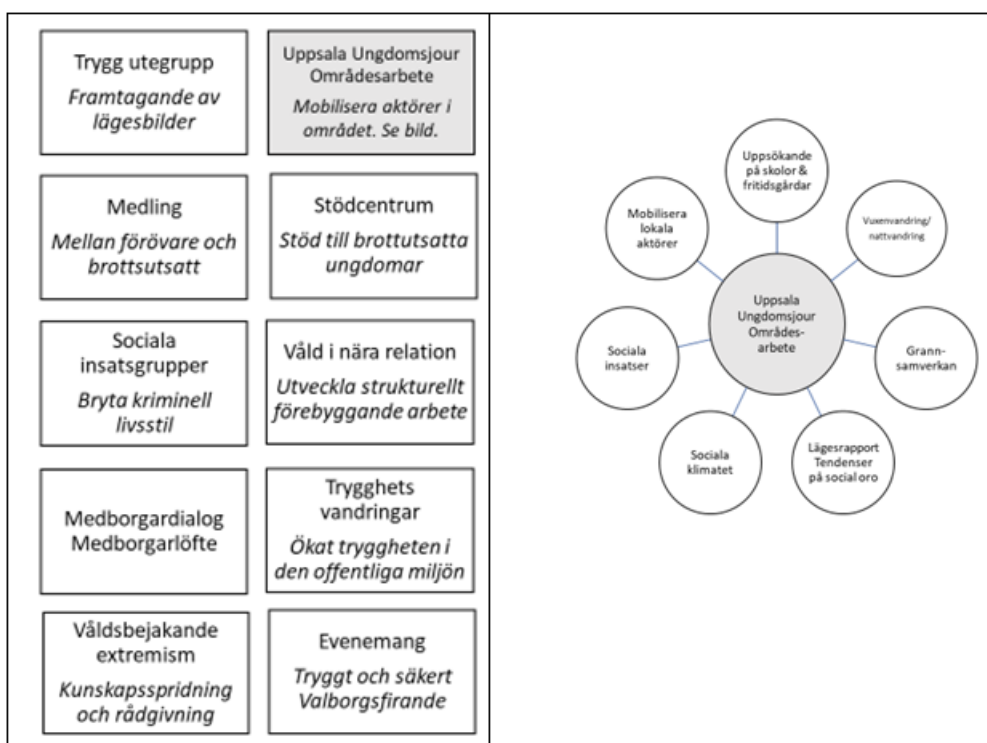 Trygg utegrupp
Framtagande av
lägesbilder
Uppsala Ungdomsjour
Områdesarbete
Mobilisera aktörer i
området. Se bild.
Medling
Mellan förövare och
brottsutsatt
Stödcentrum
Stöd till brottutsatta
ungdomar
Sociala
insatsgrupper
Bryta kriminell
livsstil
Våld i nära relation
Utveckla strukturellt
förebyggande arbete
Medborgardialog
Medborgarlöfte
Trygghets
vandringar
Ökat tryggheten i
den offentliga miljön
Våldsbejakande
extremism
Kunskapsspridning
och rådgivning
Evenemang
Tryggt och säkert
Valborgsfirande
Uppsökande
på skolor &
fritidsgårdar
Mobilisera
lokala
aktörer
Vuxenvandring/
nattvandring
Uppsala
Ungdomsjour
Områdes-
arbete
Sociala
insatser
Grann-
samverkan
Sociala
klimatet
Lägesrapport
Tendenser
på social oro